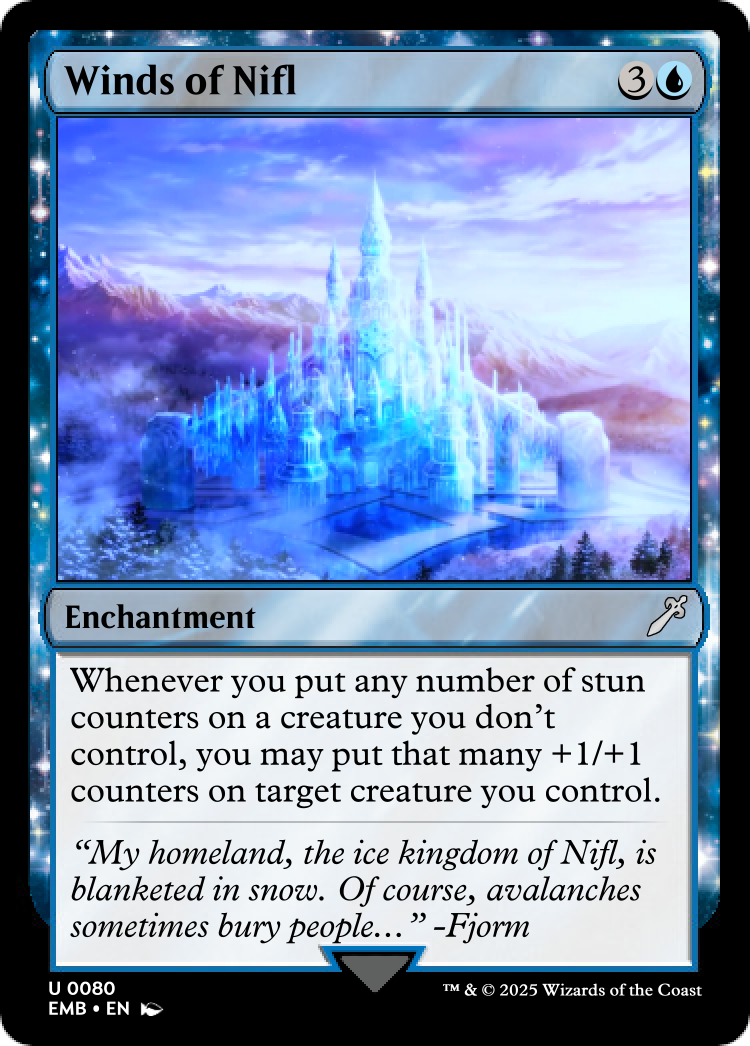 Winds of Nifl
3
Enchantment
Whenever you put any number of stun
counters on a creature you don't
control, you may put that many +1/+1
counters on target creature you control.
“My homeland, the ice kingdom of Nifl, is
blanketed in snow. Of course, avalanches
sometimes bury people...” -Fjorm
U 0080
EMB • EN
™ & © 2025 Wizards of the Coast